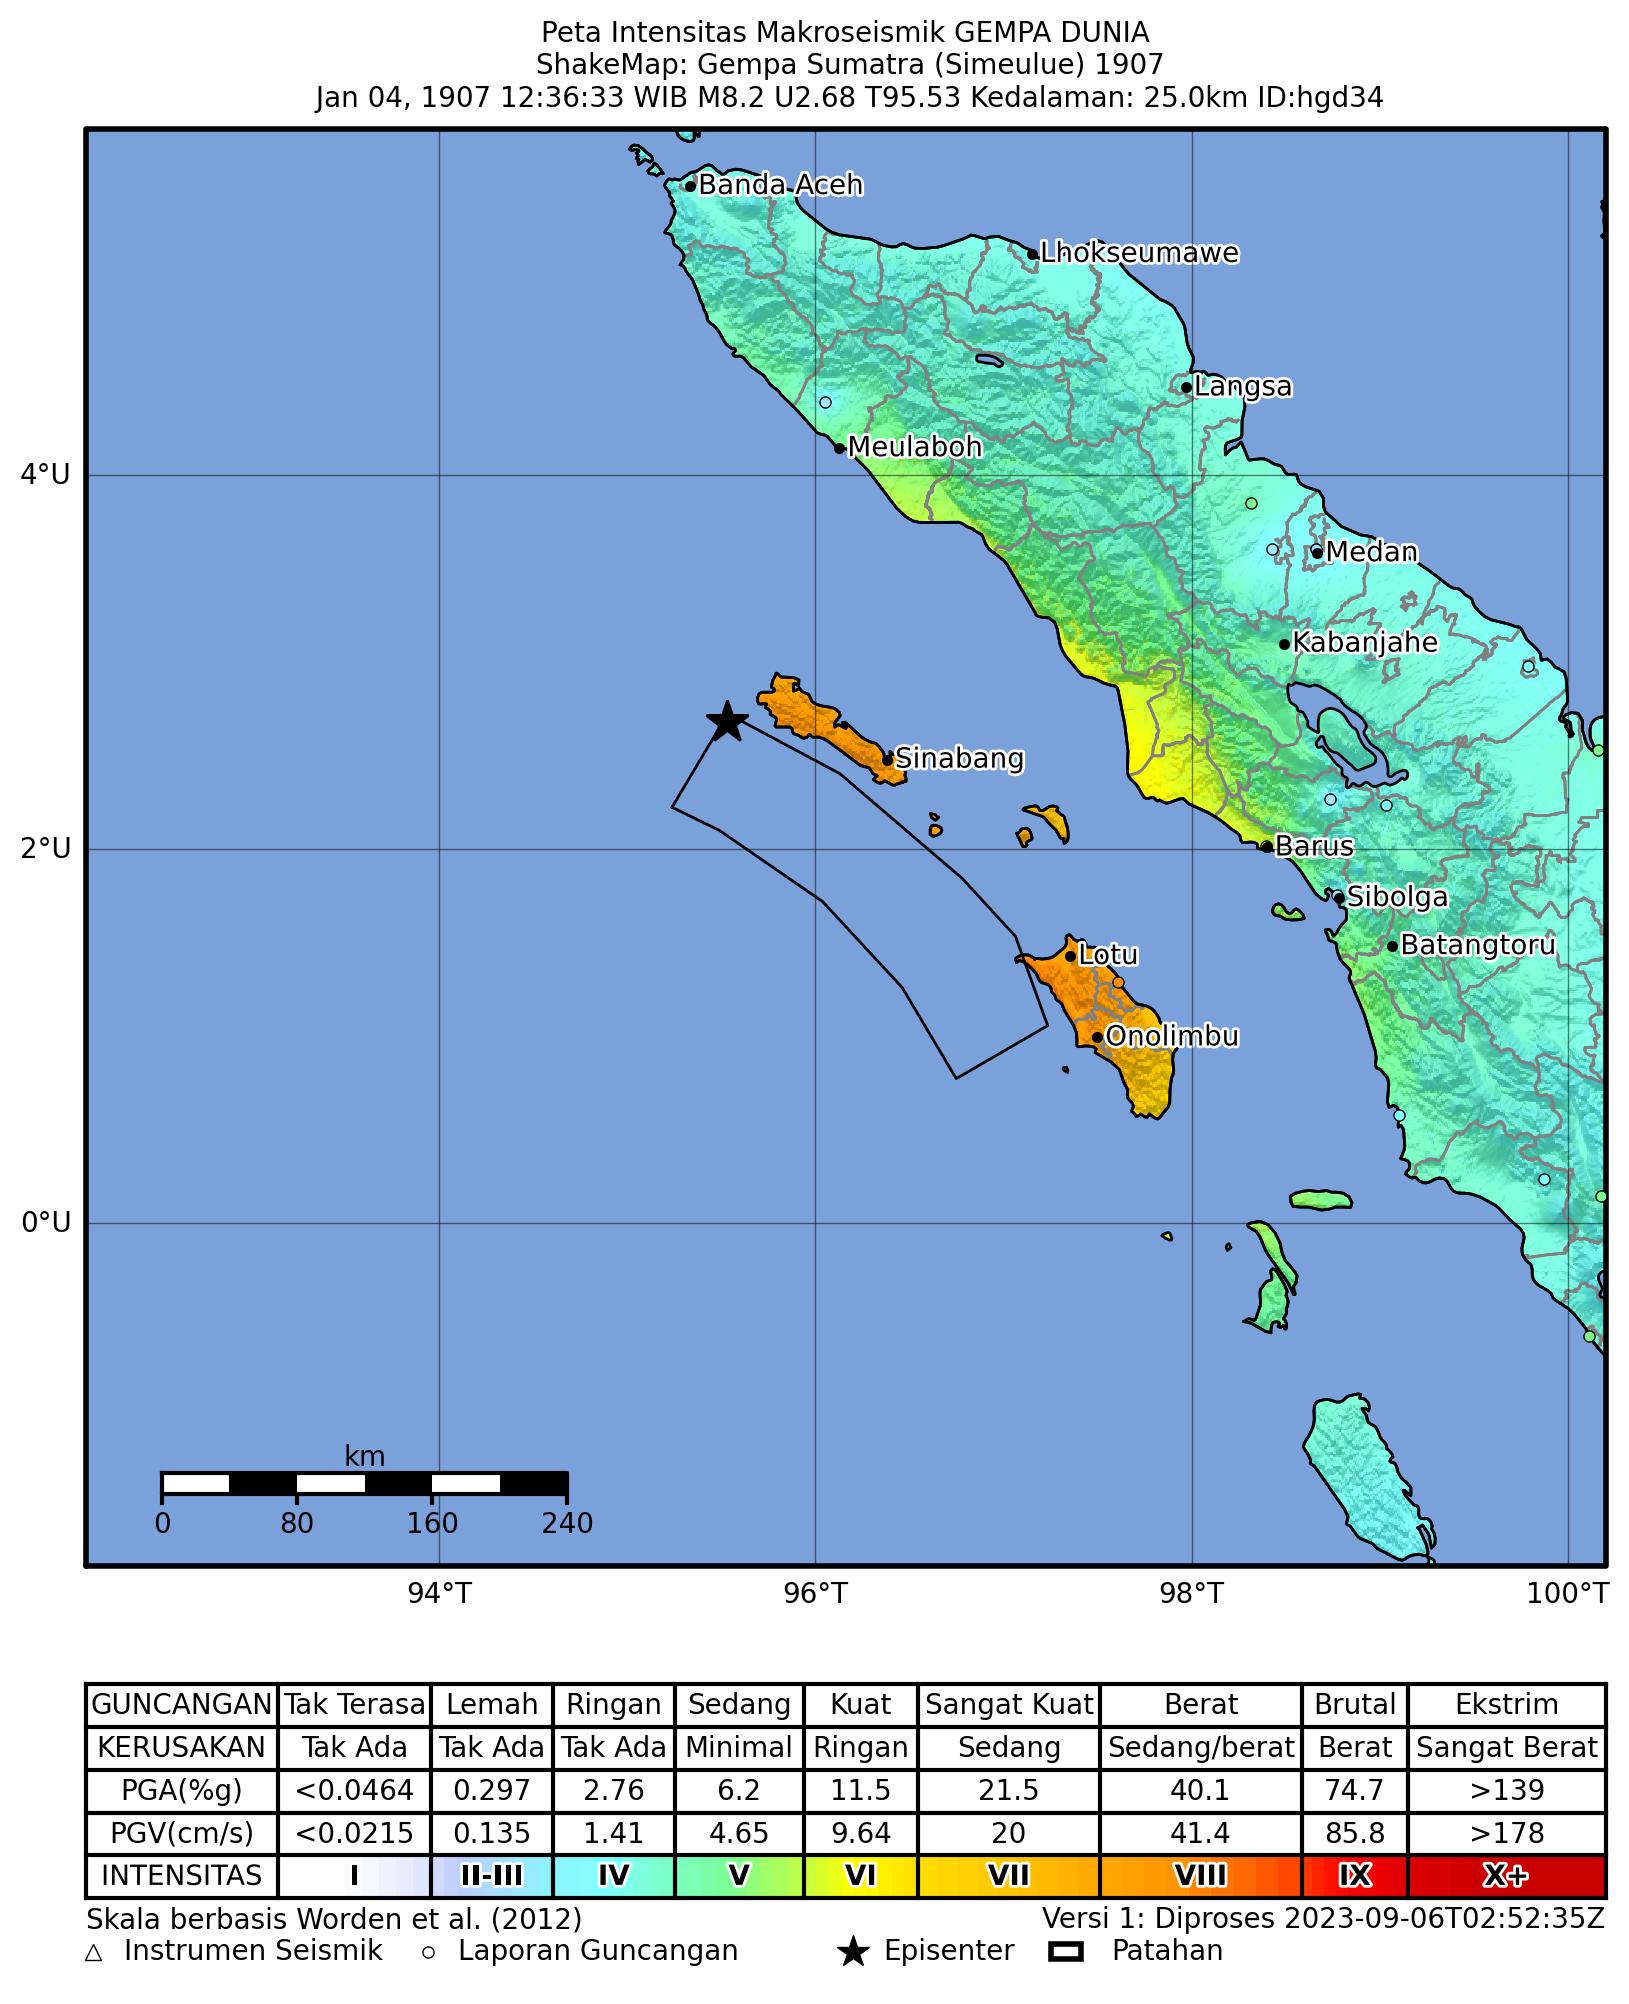 Peta Intensitas Makroseismik GEMPA DUNIA
ShakeMap: Gempa Sumatra (Simeulue) 1907
Jan 04, 1907 12:36:33 WIB M8.2 U2.68 T95.53 Kedalaman: 25.0km ID:hgd34
Banda Aceh
Lhokseumawe
Langsa
Meulaboh
4°U
Medan
Kabanjahe
Sinabang
2°U
Barus
Sibolga
Batangtoru
Lotu
Onolimbu
0°U
km
0 80 160 240
94°T 96°T 98°T 100°T
GUNCANGAN Tak Terasa Lemah Ringan Sedang Kuat Sangat Kuat Berat Brutal Ekstrim
KERUSAKAN Tak Ada Tak Ada Tak Ada Minimal Ringan Sedang Sedang/berat Berat Sangat Berat
PGA(%g) <0.0464 0.297 2.76 6.2 11.5 21.5 40.1 74.7 >139
PGV(cm/s) <0.0215 0.135 1.41 4.65 9.64 20 41.4 85.8 >178
INTENSITAS I II-III IV V VI VII VIII IX X+
Skala berbasis Worden et al. (2012) Versi 1: Diproses 2023-09-06T02:52:35Z
Instrumen Seismik Laporan Guncangan Episenter Patahan